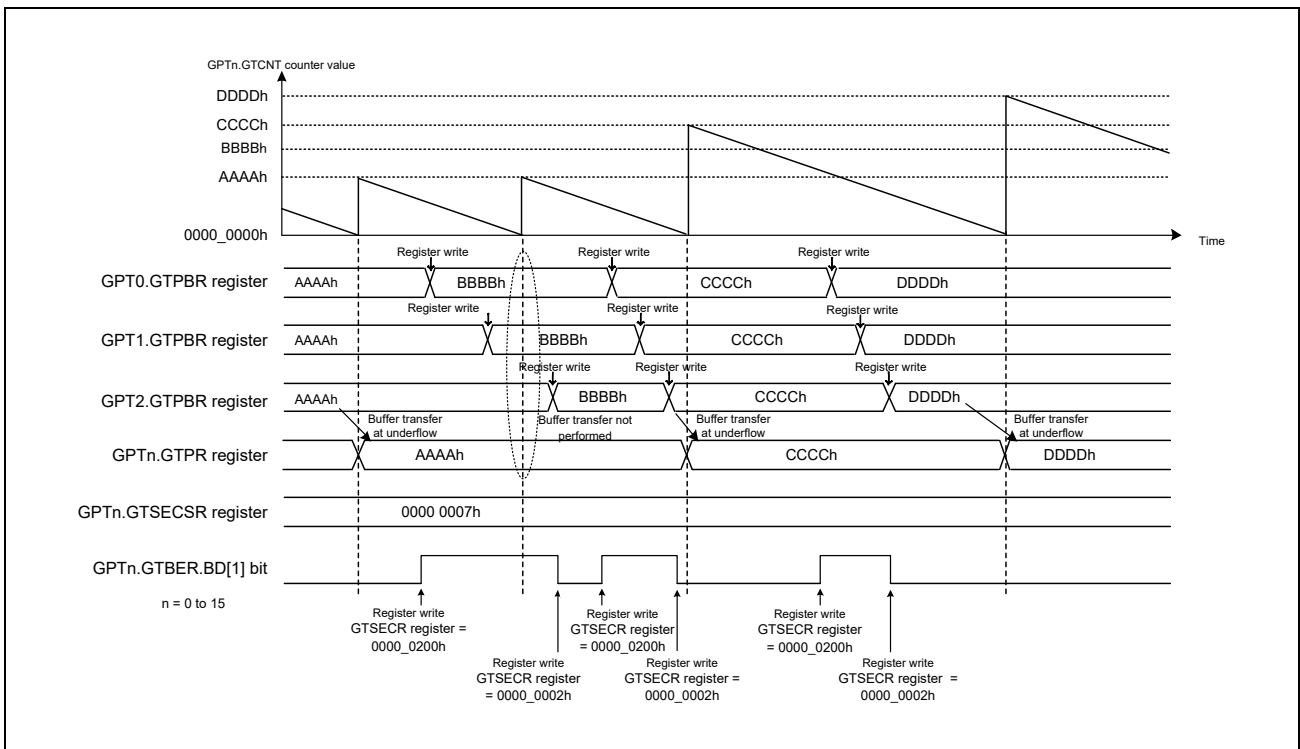 GPTn.GTCNT counter value
DDDDh
CCCCh
BBBBh
AAAAh
0000_0000h
Time
Register write Register write Register write
GPT0.GTPBR register AAAAh BBBBh CCCCh DDDDh
Register write Register write Register write
GPT1.GTPBR register AAAAh BBBBh CCCCh DDDDh
Register write Register write Register write
GPT2.GTPBR register AAAAh BBBBh CCCCh DDDDh
Buffer transfer Buffer transfer not Buffer transfer Buffer transfer
at underflow performed at underflow at underflow
GPTn.GTPR register AAAAh CCCCh DDDDh
GPTn.GTSECSR register 0000 0007h
GPTn.GTBER.BD[1] bit
n = 0 to 15
Register write Register write Register write
GTSECR register = GTSECR register GTSECR register
0000_0200h = 0000_0200h = 0000_0200h
Register write Register write Register write
GTSECR register GTSECR register = GTSECR register =
= 0000_0002h 0000_0002h 0000_0002h